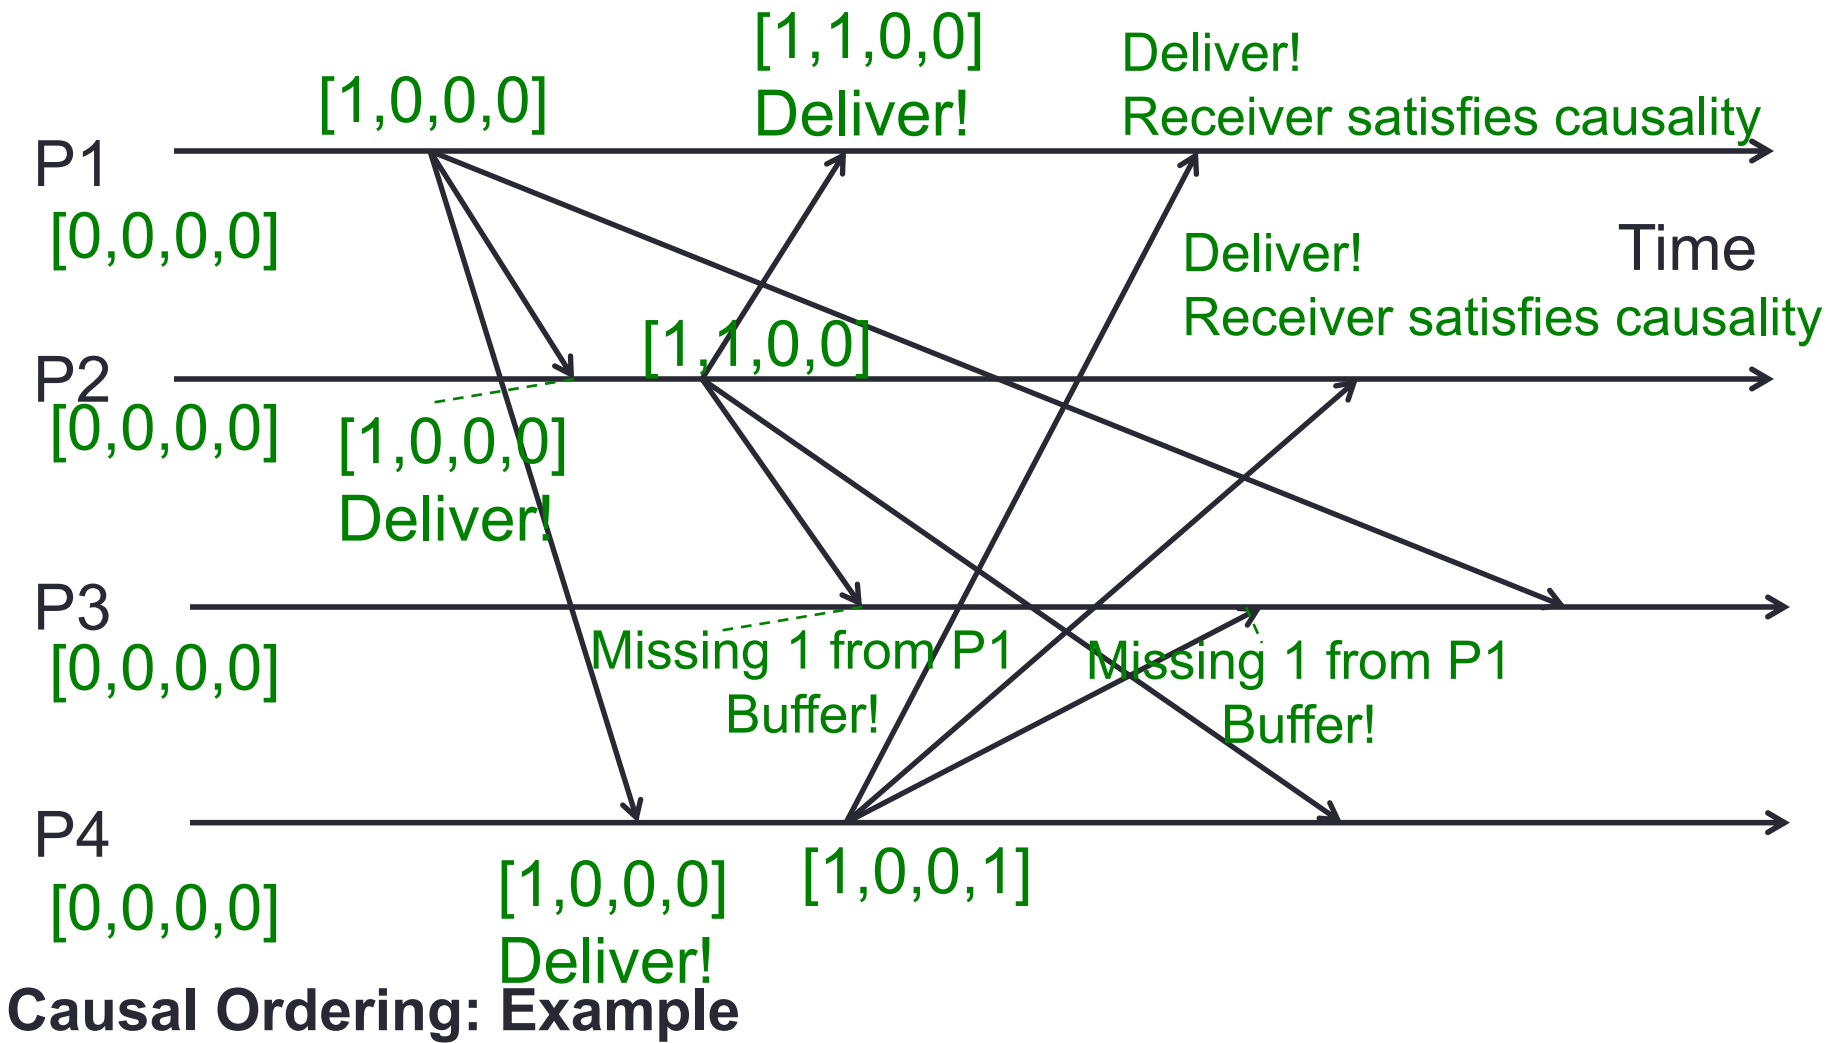 [1,1,0,0]
Deliver!
Deliver!
Receiver satisfies causality
[1,0,0,0]
P1
[0,0,0,0]
Time
Deliver!
Receiver satisfies causality
[1,1,0,0]
P2
[0,0,0,0]
[1,0,0,0]
Deliver!
P3
[0,0,0,0]
Missing 1 from P1
Buffer!
Missing 1 from P1
Buffer!
P4
[0,0,0,0]
[1,0,0,0]
Deliver!
[1,0,0,1]
Causal Ordering: Example